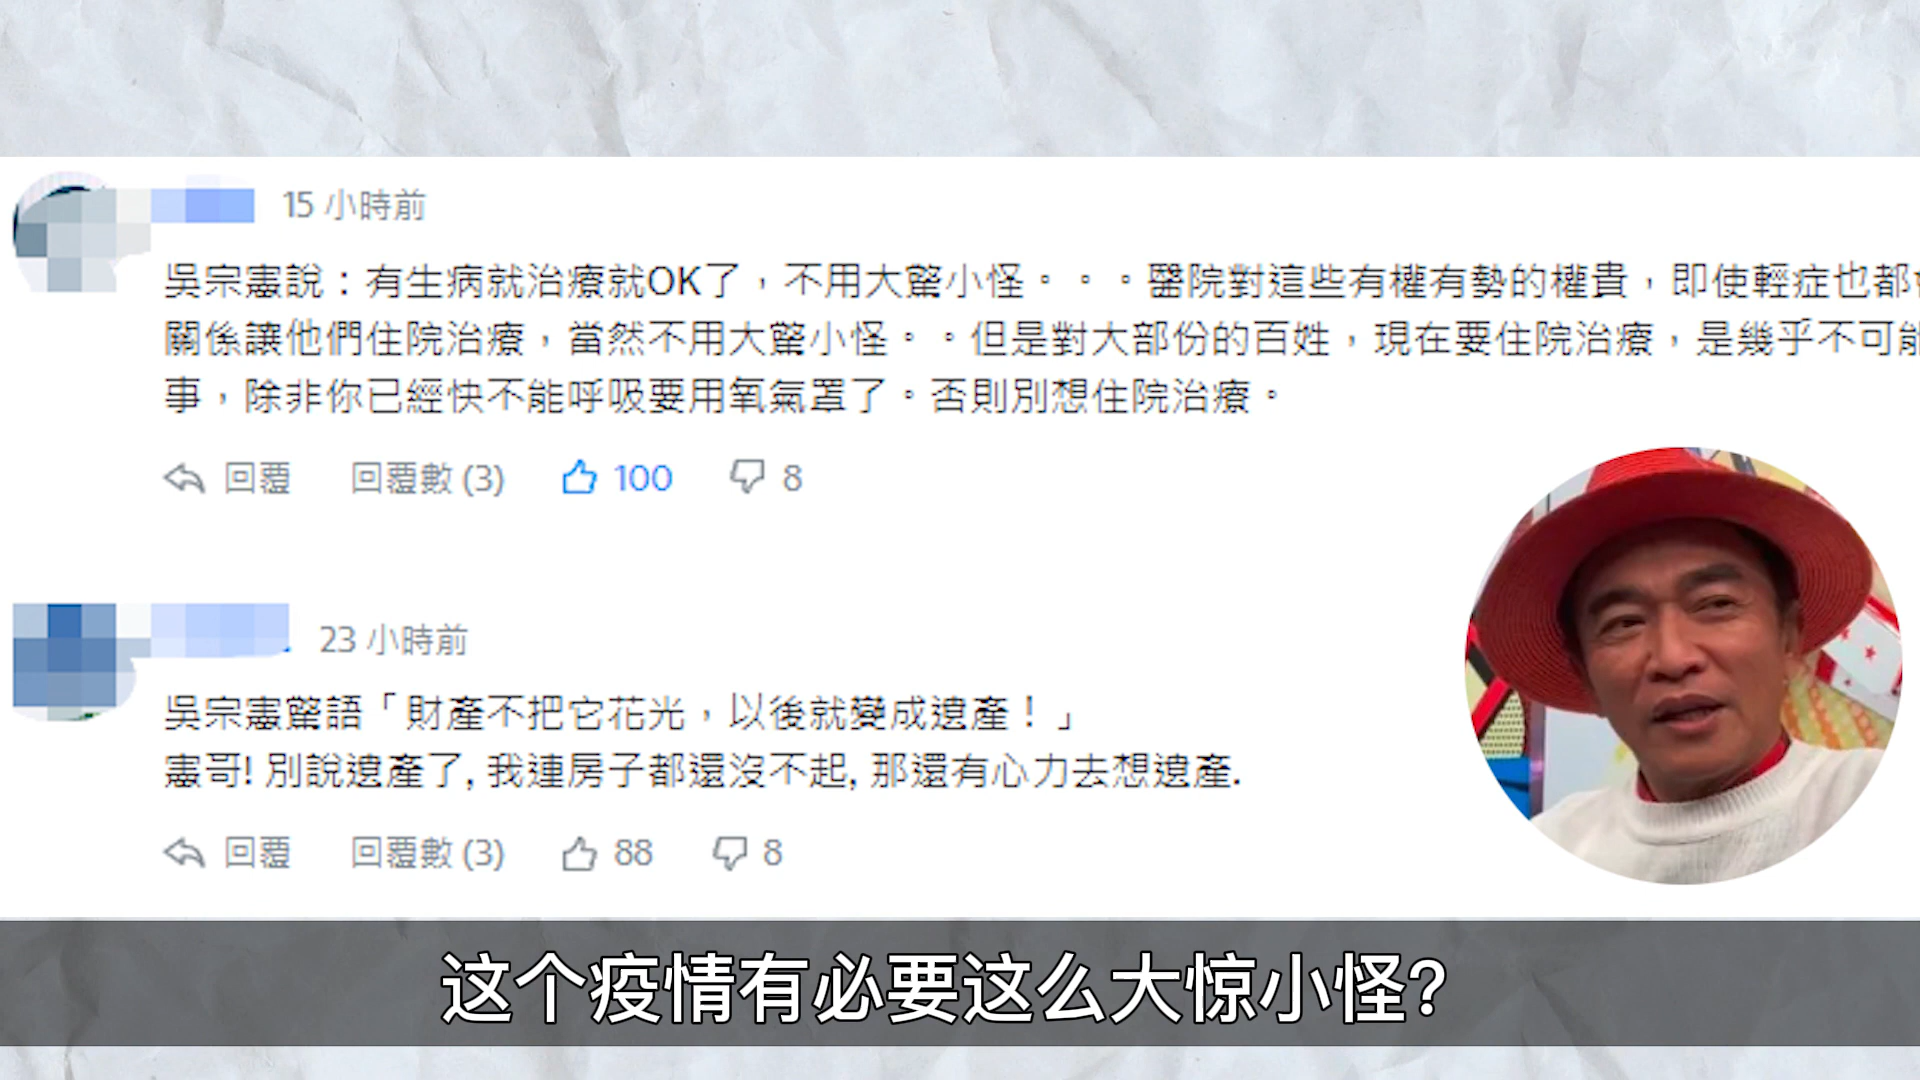 15 小時前
吳宗憲說：有生病就治療就OK了，不用大驚小怪。。。醫院對這些有權有勢的權貴，即使輕症也都
關係讓他們住院治療，當然不用大驚小怪。。但是對大部份的百姓，現在要住院治療，是幾乎不可能
事，除非你已經快不能呼吸要用氧氣罩了。否則別想住院治療。
回覆 回覆數 (3) 100 8
23 小時前
吳宗憲驚語「財產不把它花光，以後就變成遺產！」
憲哥! 別說遺產了, 我連房子都還沒不起, 那還有心力去想遺產.
回覆 回覆數 (3) 88 8
这个疫情有必要这么大惊小怪?